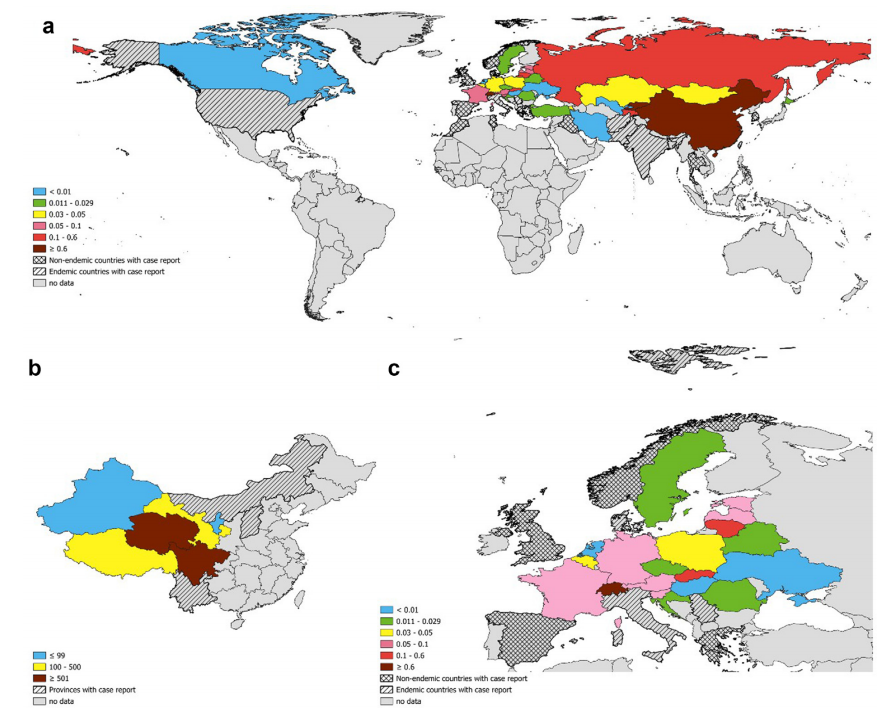 a
< 0.01
0.011 - 0.029
0.03 - 0.05
0.05 - 0.1
0.1 - 0.6
≥ 0.6
Non-endemic countries with case report
Endemic countries with case report
no data
b
≤ 99
100 - 500
≥ 501
Provinces with case report
no data
c
< 0.01
0.011 - 0.029
0.03 - 0.05
0.05 - 0.1
0.1 - 0.6
≥ 0.6
Non-endemic countries with case report
Endemic countries with case report
no data